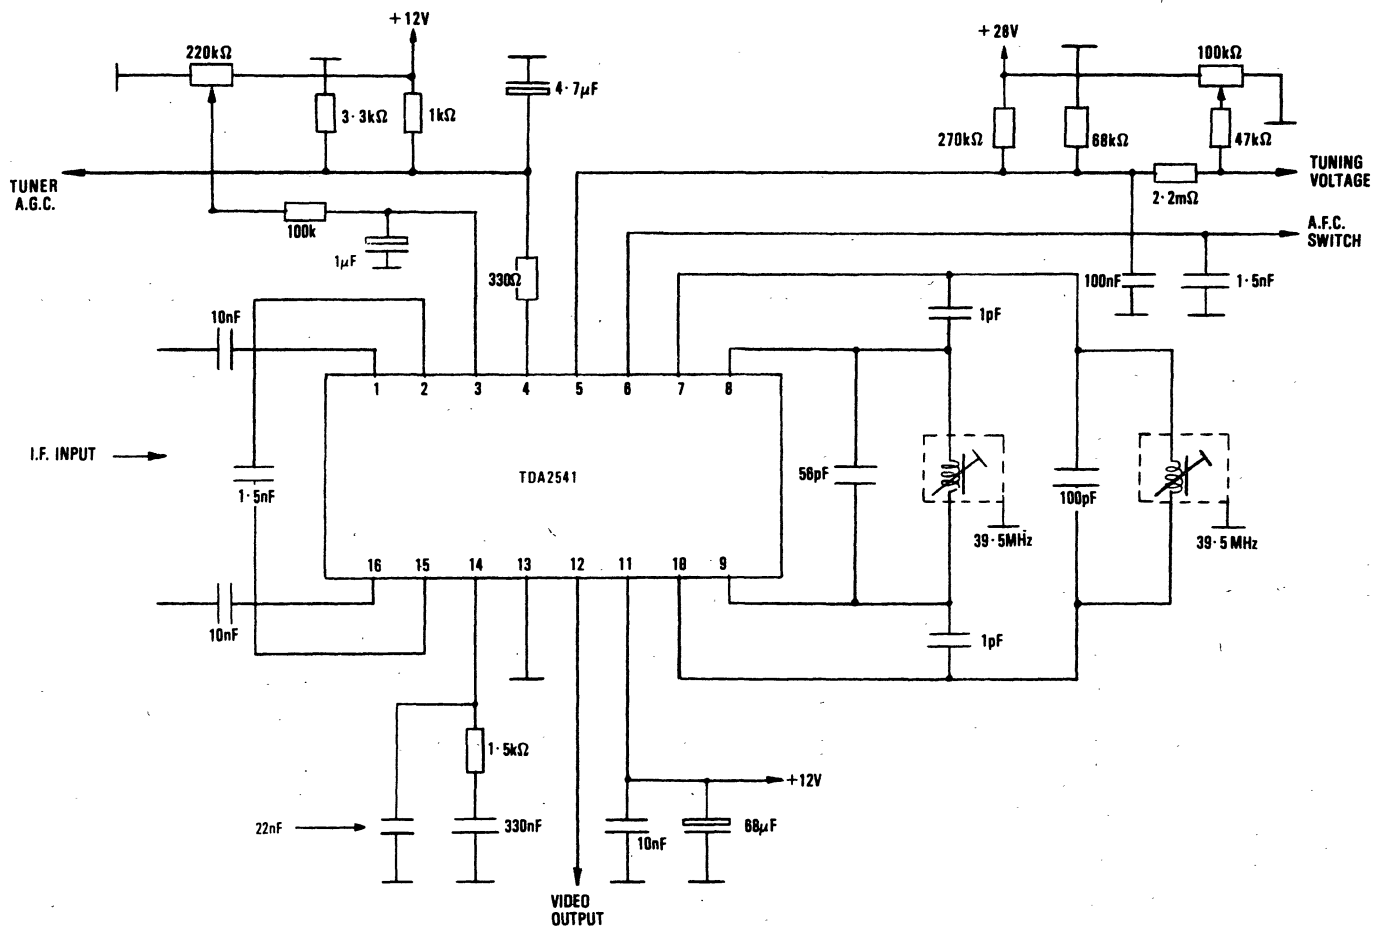 +12V
220kΩ
3·3kΩ
1kΩ
4·7μF
+28V
100kΩ
270kΩ
68kΩ
47kΩ
TUNER
A.G.C.
TUNING
VOLTAGE
2·2mΩ
100k
1μF
330Ω
A.F.C.
SWITCH
100nF
1·5nF
10nF
1pF
1 2 3 4 5 6 7 8
I.F. INPUT
1·5nF
TDA2541
56pF
100pF
39·5MHz
39·5MHz
16 15 14 13 12 11 10 9
10nF
1pF
1·5kΩ
+12V
22nF
330nF
10nF
68μF
VIDEO
OUTPUT